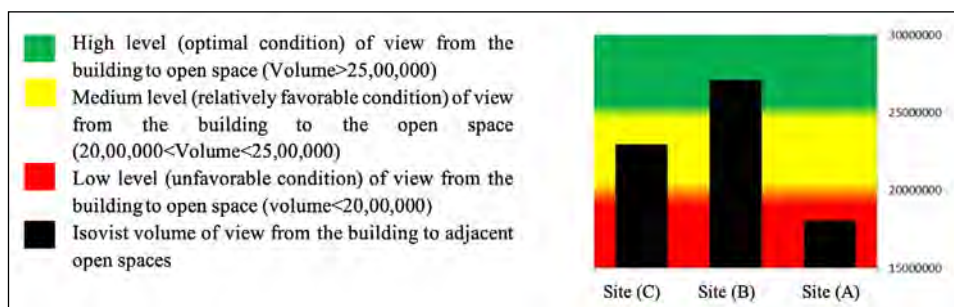 High level (optimal condition) of view from the
building to open space (Volume>25,00,000)
Medium level (relatively favorable condition) of view
from the building to the open space
(20,00,000<Volume<25,00,000)
Low level (unfavorable condition) of view from the
building to open space (volume<20,00,000)
Isovist volume of view from the building to adjacent
open spaces
30000000
25000000
20000000
15000000
Site (C) Site (B) Site (A)